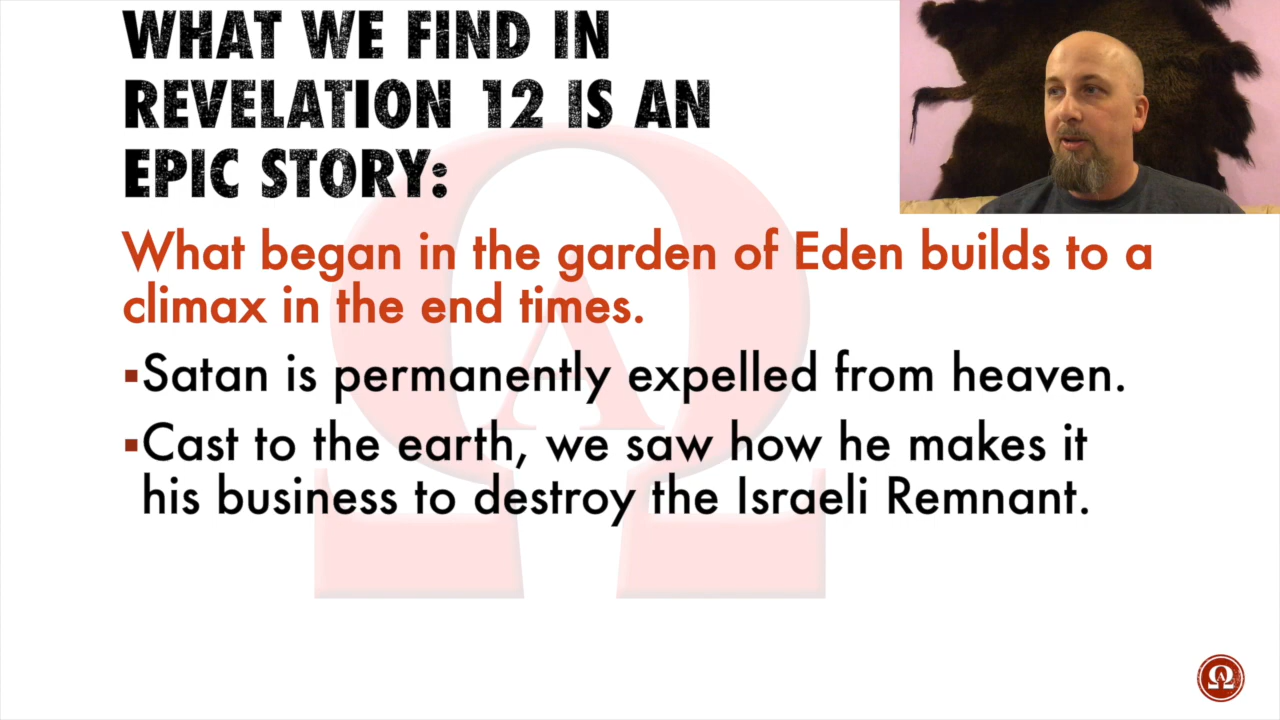 WHAT WE FIND IN
REVELATION 12 IS AN
EPIC STORY:
What began in the garden of Eden builds to a
climax in the end times.
▪Satan is permanently expelled from heaven.
▪Cast to the earth, we saw how he makes it
his business to destroy the Israeli Remnant.
Ω
A
Ω
A